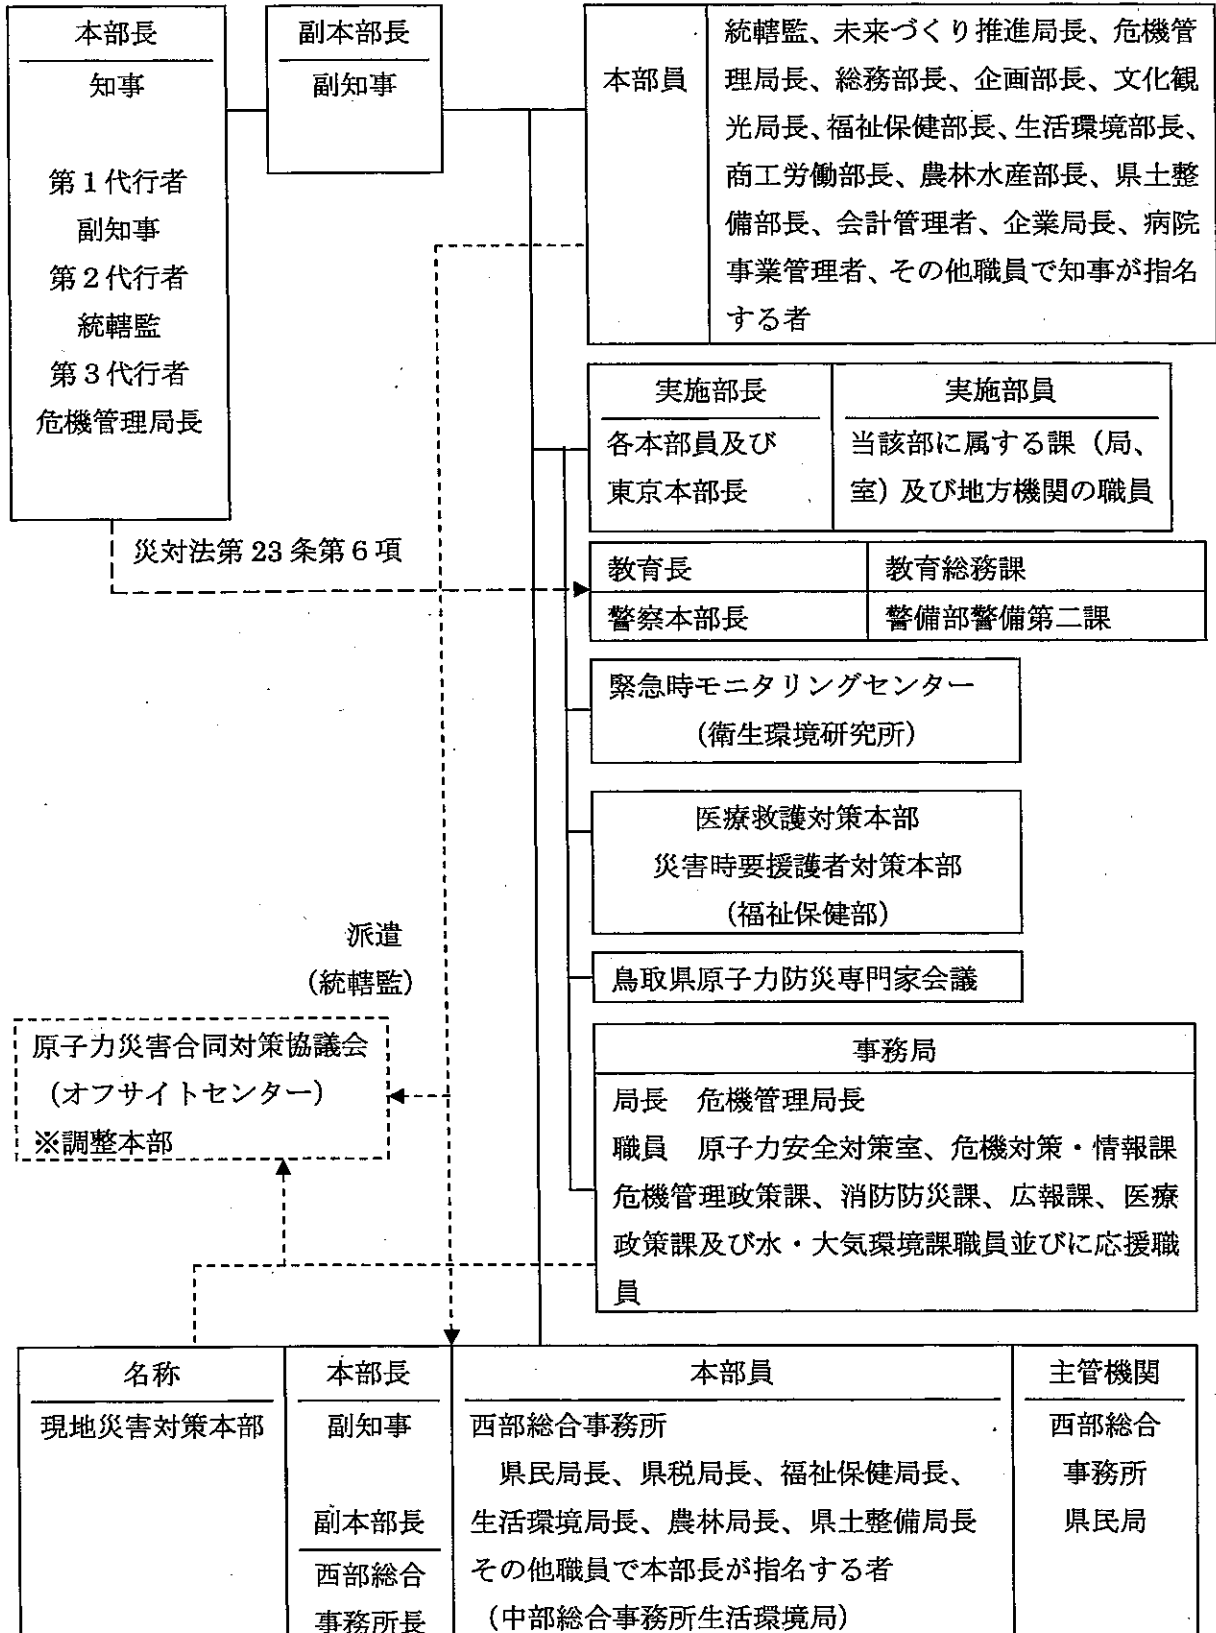 本部長
知事
第1代行者
副知事
第2代行者
統轄監
第3代行者
危機管理局長
副本部長
副知事
本部員
統轄監、未来づくり推進局長、危機管
理局長、総務部長、企画部長、文化観
光局長、福祉保健部長、生活環境部長、
商工労働部長、農林水産部長、県土整
備部長、会計管理者、企業局長、病院
事業管理者、その他職員で知事が指名
する者
実施部長
各本部員及び
東京本部長
実施部員
当該部に属する課（局、
室）及び地方機関の職員
災対法第23条第6項
教育長
教育総務課
警察本部長
警備部警備第二課
緊急時モニタリングセンター
（衛生環境研究所）
医療救護対策本部
災害時要援護者対策本部
（福祉保健部）
鳥取県原子力防災専門家会議
派遣
（統轄監）
原子力災害合同対策協議会
（オフサイトセンター）
※調整本部
事務局
局長　危機管理局長
職員　原子力安全対策室、危機対策・情報課
危機管理政策課、消防防災課、広報課、医療
政策課及び水・大気環境課職員並びに応援職
員
名称
現地災害対策本部
本部長
副知事
副本部長
西部総合
事務所長
本部員
西部総合事務所
県民局長、県税局長、福祉保健局長、
生活環境局長、農林局長、県土整備局長
その他職員で本部長が指名する者
（中部総合事務所生活環境局）
主管機関
西部総合
事務所
県民局